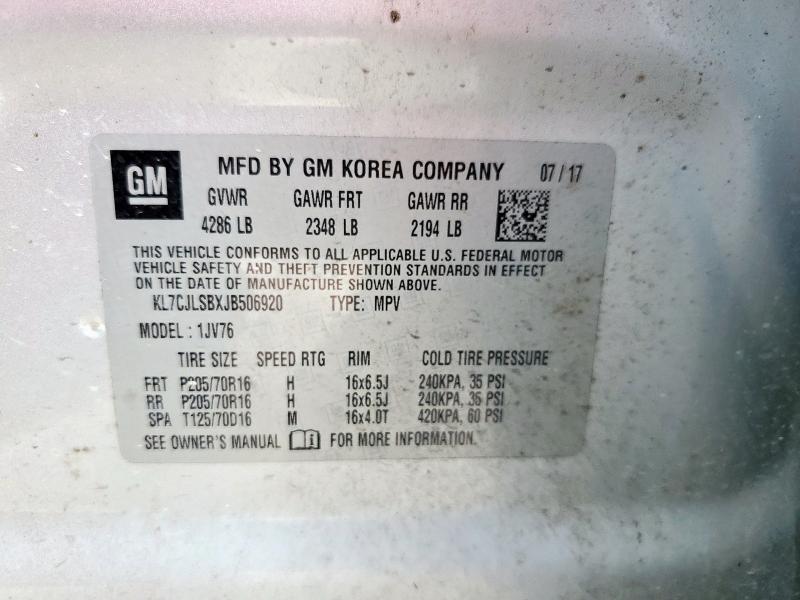 GM
MFD BY GM KOREA COMPANY 07 / 17
GVWR GAWR FRT GAWR RR
4286 LB 2348 LB 2194 LB
THIS VEHICLE CONFORMS TO ALL APPLICABLE U.S. FEDERAL MOTOR
VEHICLE SAFETY AND THEFT PREVENTION STANDARDS IN EFFECT
ON THE DATE OF MANUFACTURE SHOWN ABOVE.
KL7CJLSBXJB506920 TYPE: MPV
MODEL : 1JV76
TIRE SIZE SPEED RTG RIM COLD TIRE PRESSURE
FRT P205/70R16 H 16x6.5J 240KPA, 35 PSI
RR P205/70R16 H 16x6.5J 240KPA, 35 PSI
SPA T125/70D16 M 16x4.0T 420KPA, 60 PSI
SEE OWNER'S MANUAL FOR MORE INFORMATION.